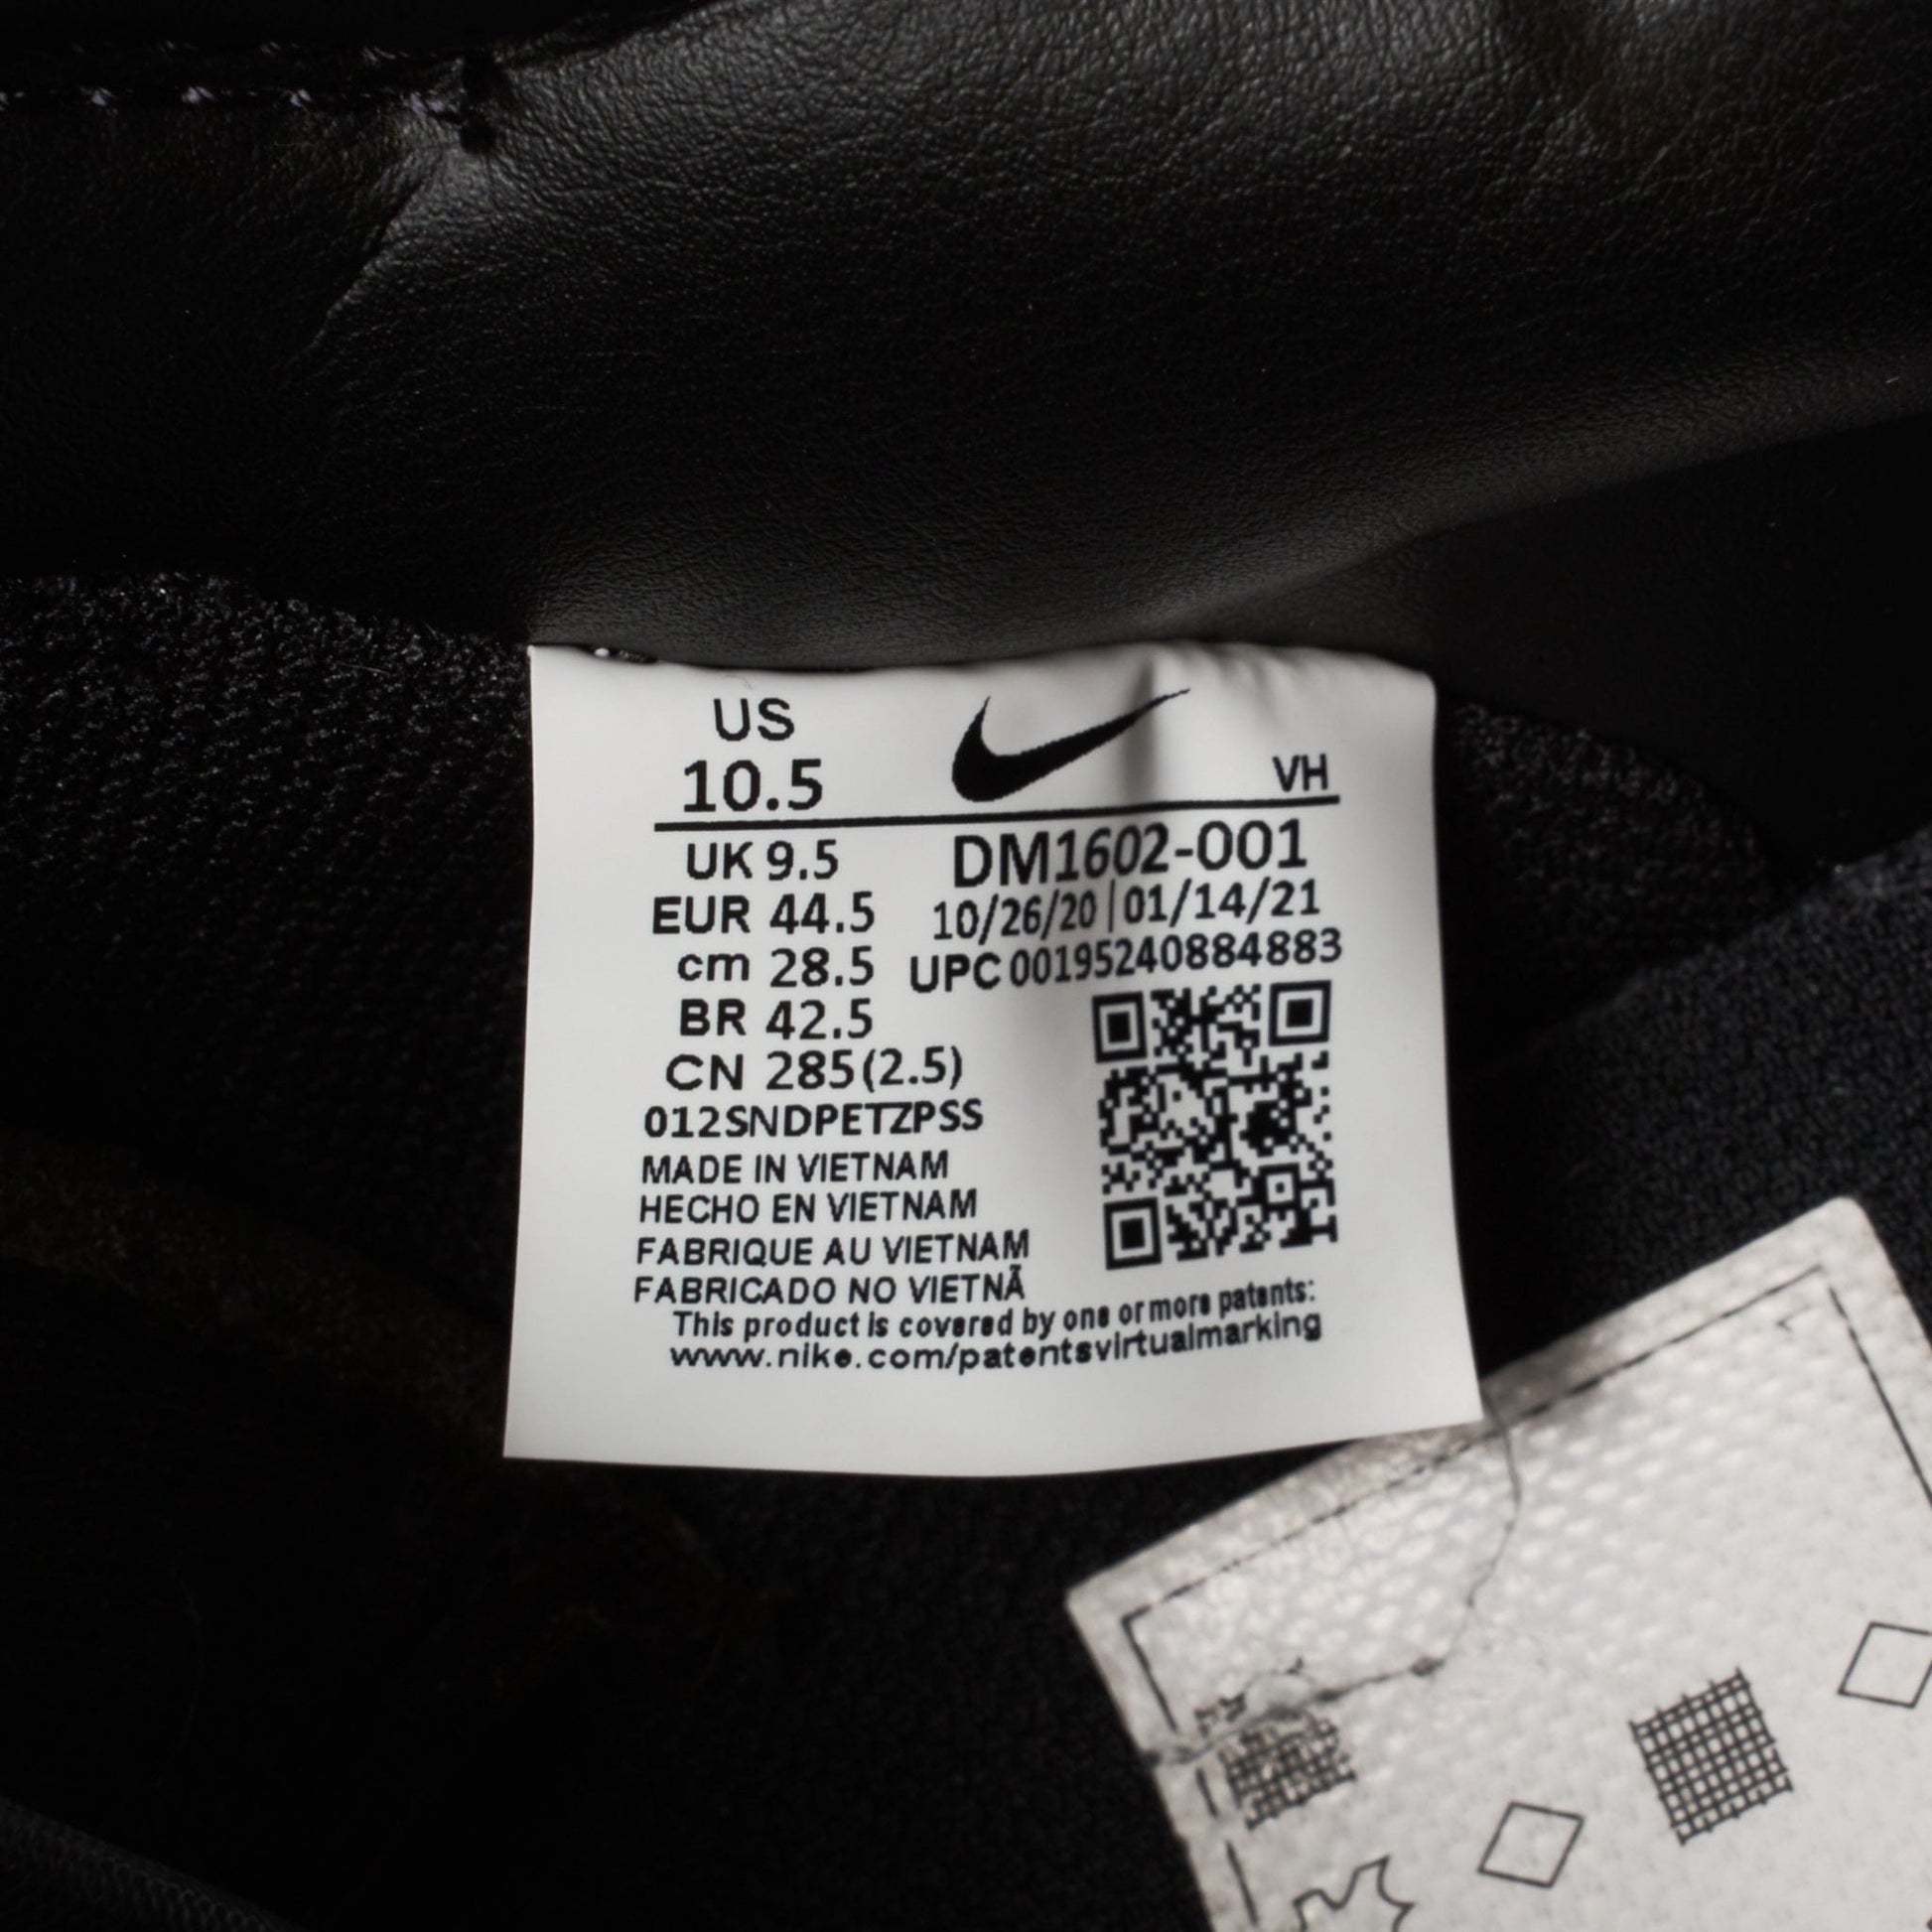 US
10.5
VH
UK 9.5
EUR 44.5
cm 28.5
BR 42.5
CN 285(2.5)
DM1602-001
10/26/20|01/14/21
UPC00195240884883
012SNDPETZPSS
MADE IN VIETNAM
HECHO EN VIETNAM
FABRIQUE AU VIETNAM
FABRICADO NO VIETNÃ
This product is covered by one or more patents:
www.nike.com/patentsvirtualmarking